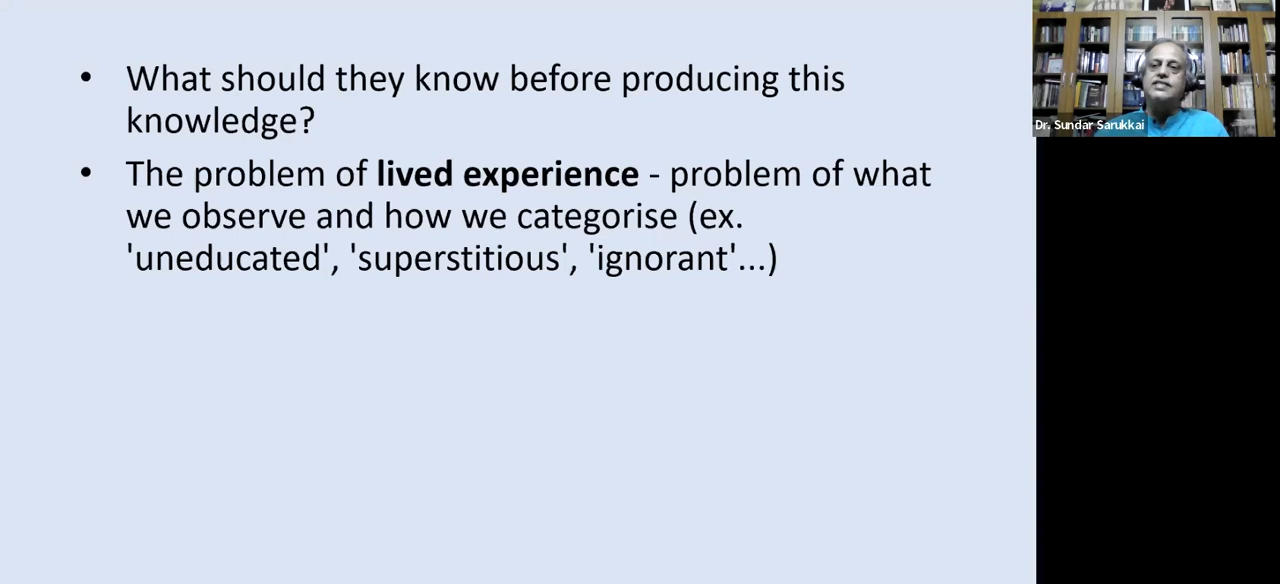 • What should they know before producing this
knowledge?
• The problem of lived experience - problem of what
we observe and how we categorise (ex.
'uneducated', 'superstitious', 'ignorant'...)
Dr. Sundar Sarukkai